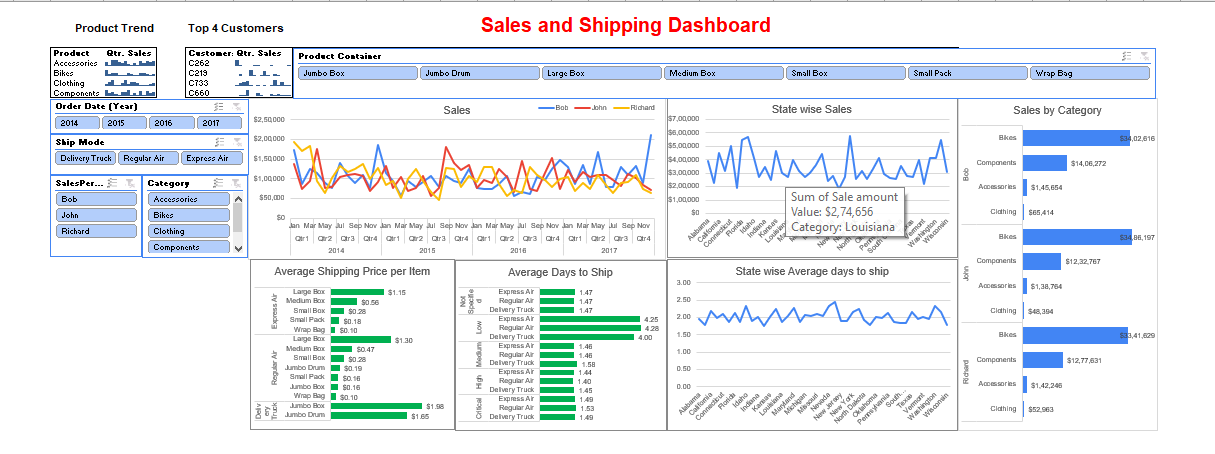 Sales and Shipping Dashboard
Product Trend
Top 4 Customers
Product Qtr. Sales
Accessories
Bikes
Clothing
Components
Customer: Qtr. Sales
C262
C219
C733
C660
Product Container
Jumbo Box Jumbo Drum Large Box Medium Box Small Box Small Pack Wrap Bag
Order Date (Year)
2014 2015 2016 2017
Ship Mode
Delivery Truck Regular Air Express Air
SalesPer...
Bob
John
Richard
Category
Accessories
Bikes
Clothing
Components
Sales
Bob John Richard
$2,50,000
$2,00,000
$1,50,000
$1,00,000
$50,000
$0
Jan Mar May Jul Sep Nov Jan Mar May Jul Sep Nov Jan Mar May Jul Sep Nov Jan Mar May Jul Sep Nov
Qtr1 Qtr2 Qtr3 Qtr4 Qtr1 Qtr2 Qtr3 Qtr4 Qtr1 Qtr2 Qtr3 Qtr4 Qtr1 Qtr2 Qtr3 Qtr4
2014 2015 2016 2017
State wise Sales
$7,00,000
$6,00,000
$5,00,000
$4,00,000
$3,00,000
$2,00,000
$1,00,000
$0
Alabama
California
Connecticut
Florida
Idaho
Indiana
Kansas
Washington
Wisconsin
Sum of Sale amount
Value: $2,74,656
Category: Louisiana
Sales by Category
Bob
Bikes $34,02,616
Components $14,06,272
Accessories $1,45,654
Clothing $65,414
John
Bikes $34,86,197
Components $12,32,767
Accessories $1,38,764
Clothing $48,394
Richard
Bikes $33,41,629
Components $12,77,631
Accessories $1,42,246
Clothing $52,963
Average Shipping Price per Item
Express Air
Large Box $1.15
Medium Box $0.56
Small Box $0.28
Small Pack $0.18
Wrap Bag $0.10
Regular Air
Large Box $1.30
Medium Box $0.47
Small Box $0.28
Jumbo Drum $0.19
Small Pack $0.16
Jumbo Box $0.16
Wrap Bag $0.10
Delivery Truck
Jumbo Box $1.98
Jumbo Drum $1.65
Average Days to Ship
Not Specified
Express Air 1.47
Regular Air 1.47
Delivery Truck 1.47
Low
Express Air 4.25
Regular Air 4.28
Delivery Truck 4.00
Medium
Express Air 1.46
Regular Air 1.46
Delivery Truck 1.58
High
Express Air 1.44
Regular Air 1.40
Delivery Truck 1.45
Critical
Express Air 1.49
Regular Air 1.53
Delivery Truck 1.49
State wise Average days to ship
3.00
2.50
2.00
1.50
1.00
0.50
0.00
Alabama
California
Connecticut
Florida
Idaho
Indiana
Kansas
Louisiana
Maryland
Michigan
Missouri
Nevada
New Jersey
New York
North Dakota
Oklahoma
Pennsylvania
South...
Texas
Vermont
Washington
Wisconsin